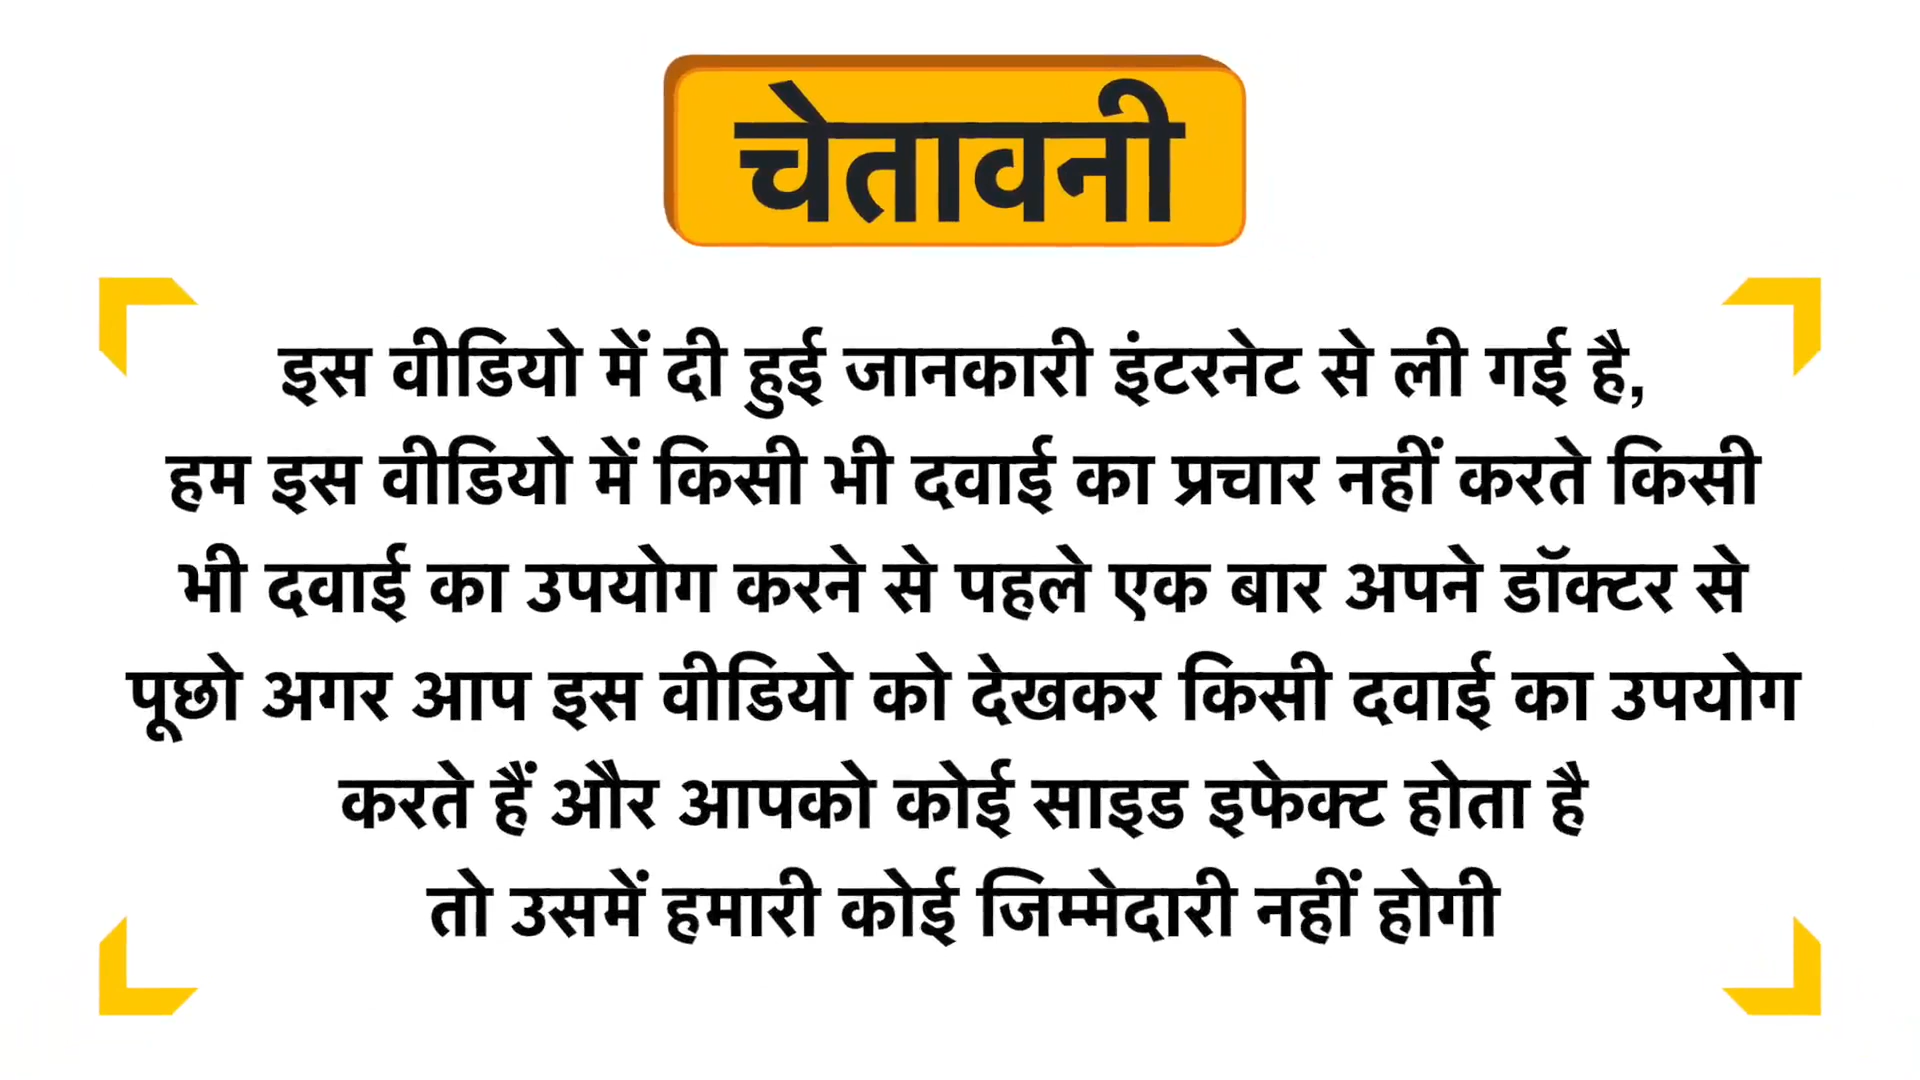 चेतावनी
इस वीडियो में दी हुई जानकारी इंटरनेट से ली गई है,
हम इस वीडियो में किसी भी दवाई का प्रचार नहीं करते किसी
भी दवाई का उपयोग करने से पहले एक बार अपने डॉक्टर से
पूछो अगर आप इस वीडियो को देखकर किसी दवाई का उपयोग
करते हैं और आपको कोई साइड इफेक्ट होता है
तो उसमें हमारी कोई जिम्मेदारी नहीं होगी